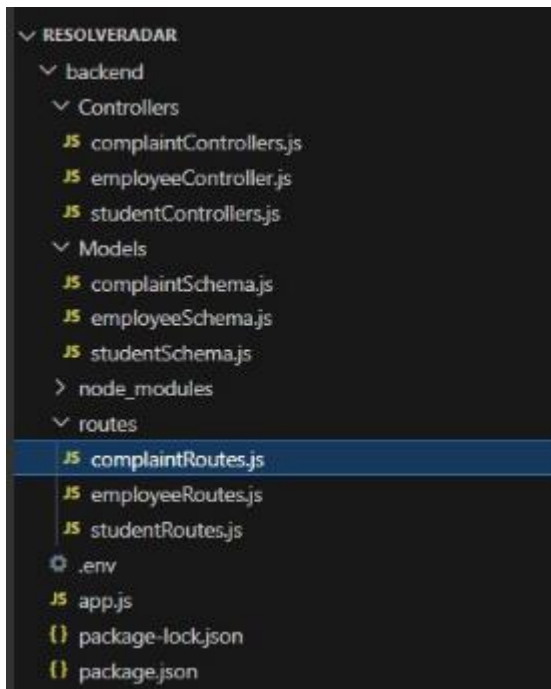 RESOLVERADAR
backend
Controllers
JS complaintControllers.js
JS employeeController.js
JS studentControllers.js
Models
JS complaintSchema.js
JS employeeSchema.js
JS studentSchema.js
node_modules
routes
JS complaintRoutes.js
JS employeeRoutes.js
JS studentRoutes.js
.env
JS app.js
{} package-lock.json
{} package.json